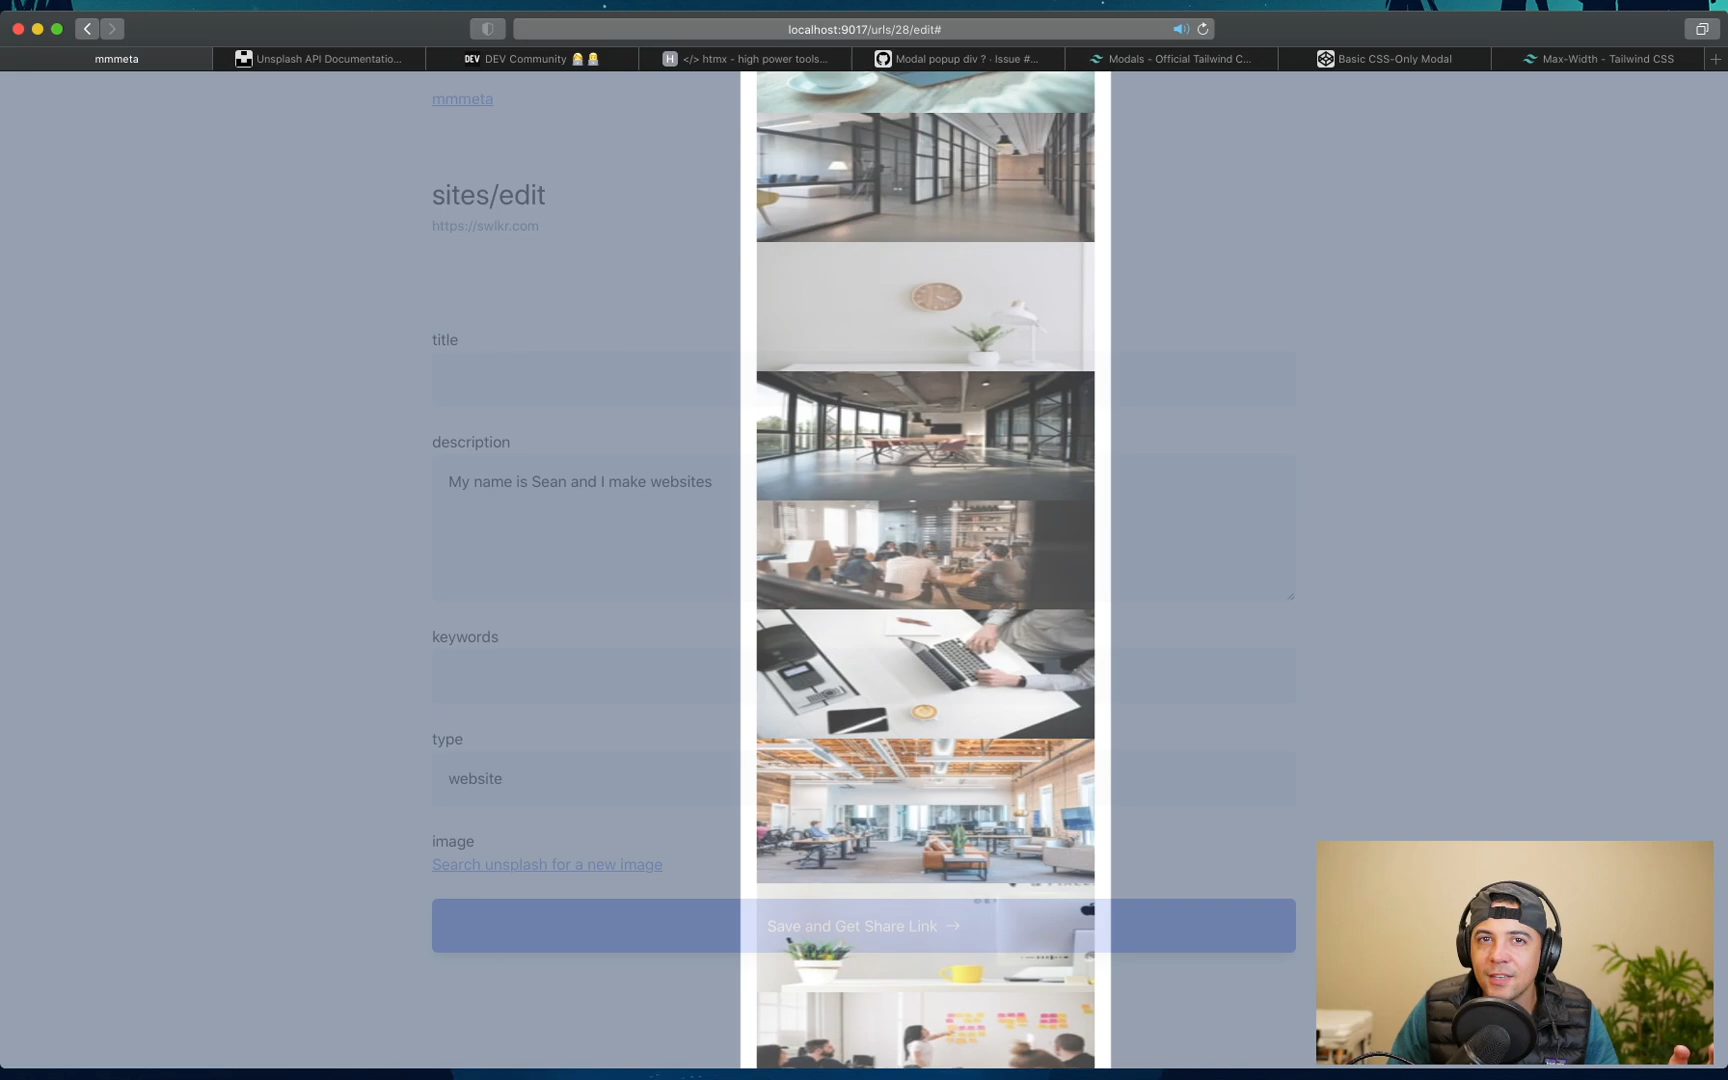 localhost:9017/urls/28/edit#
mmmeta
Unsplash API Documentatio...
DEV DEV Community
H </> htmx - high power tools...
Modal popup div ? · Issue #...
Modals - Official Tailwind C...
Basic CSS-Only Modal
Max-Width - Tailwind CSS
mmmeta
sites/edit
https://swlkr.com
title
description
My name is Sean and I make websites
keywords
type
website
image
Search unsplash for a new image
Save and Get Share Link →